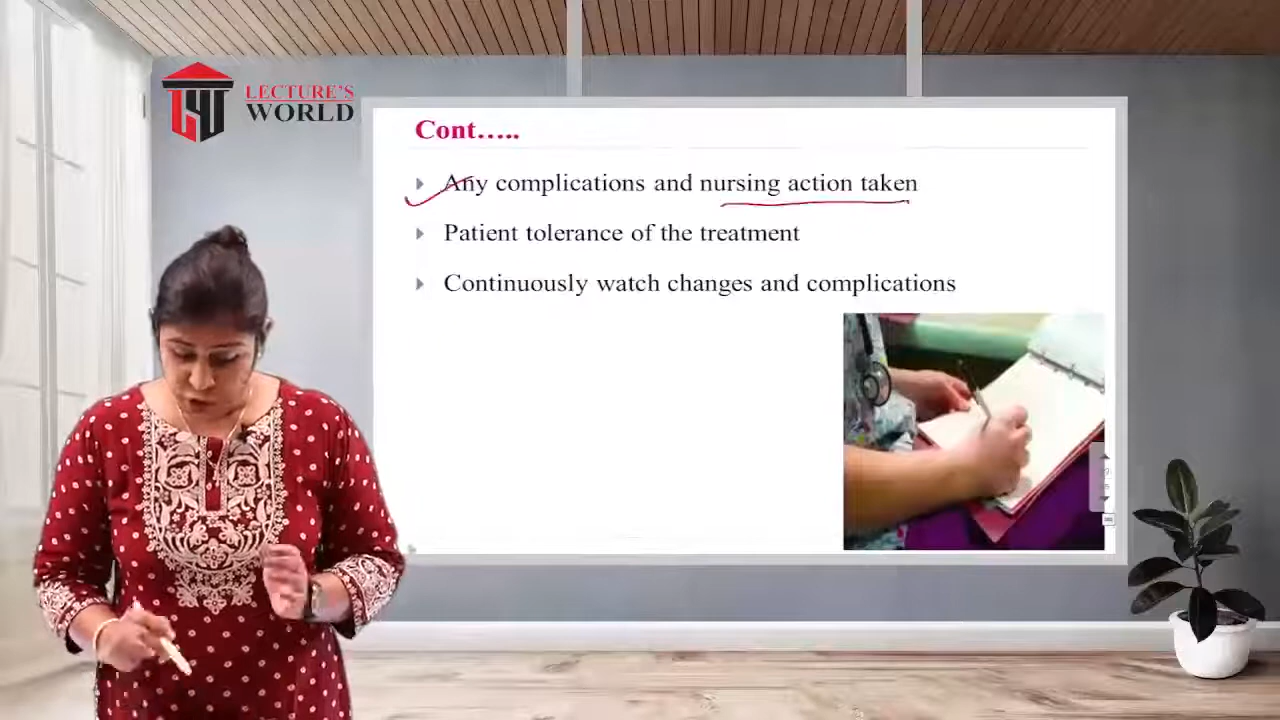 LECTURE'S
WORLD
Cont…..
Any complications and nursing action taken
Patient tolerance of the treatment
Continuously watch changes and complications